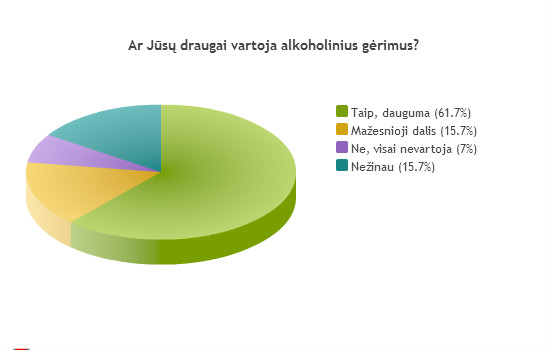 Ar Jūsų draugai vartoja alkoholinius gėrimus?
Taip, dauguma (61.7%)
Mažesnioji dalis (15.7%)
Ne, visai nevartoja (7%)
Nežinau (15.7%)